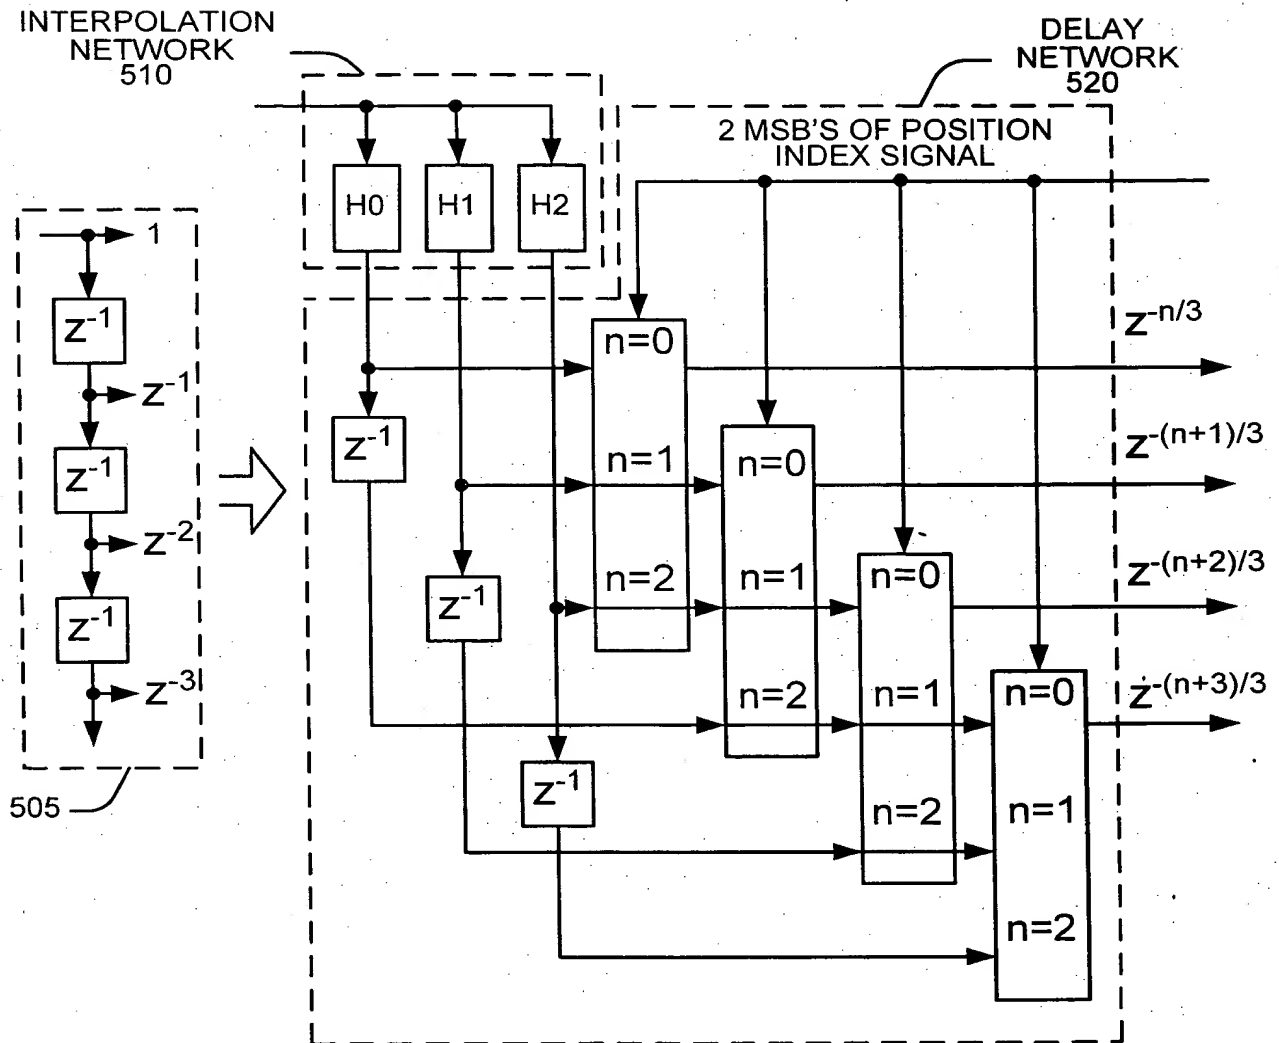 INTERPOLATION
NETWORK
510
DELAY
NETWORK
520
2 MSB'S OF POSITION
INDEX SIGNAL
H0
H1
H2
1
z⁻¹
z⁻¹
z⁻¹
z⁻²
z⁻¹
z⁻³
505
z⁻¹
z⁻¹
z⁻¹
n=0
n=1
n=2
n=0
n=1
n=2
n=0
n=1
n=2
n=0
n=1
n=2
z^-n/3
z^-(n+1)/3
z^-(n+2)/3
z^-(n+3)/3